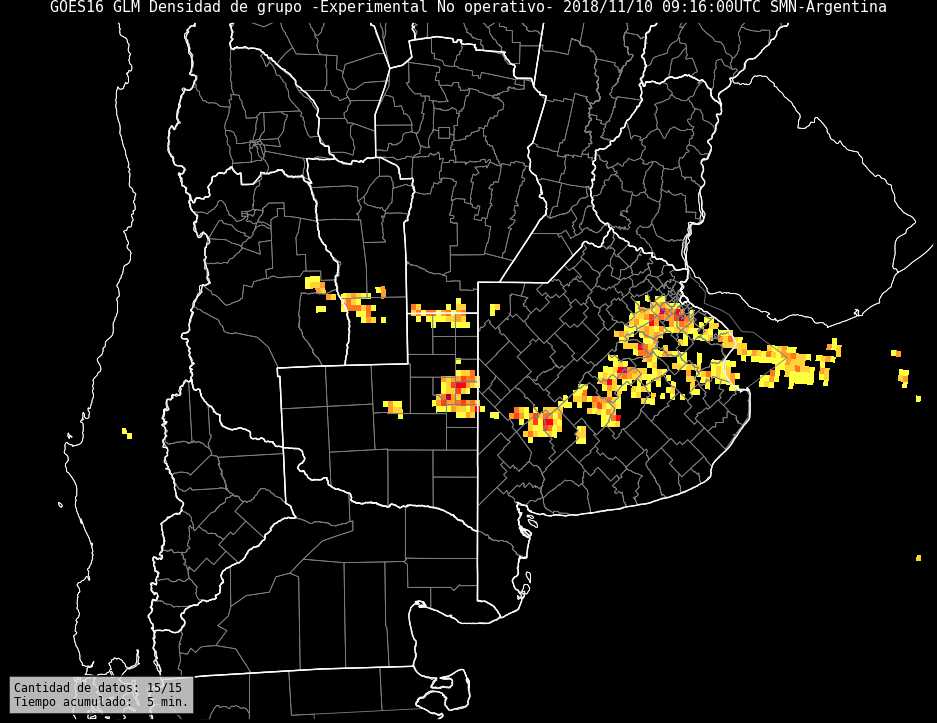 GOES16 GLM Densidad de grupo -Experimental No operativo- 2018/11/10 09:16:00UTC SMN-Argentina
Cantidad de datos: 15/15
Tiempo acumulado:  5 min.